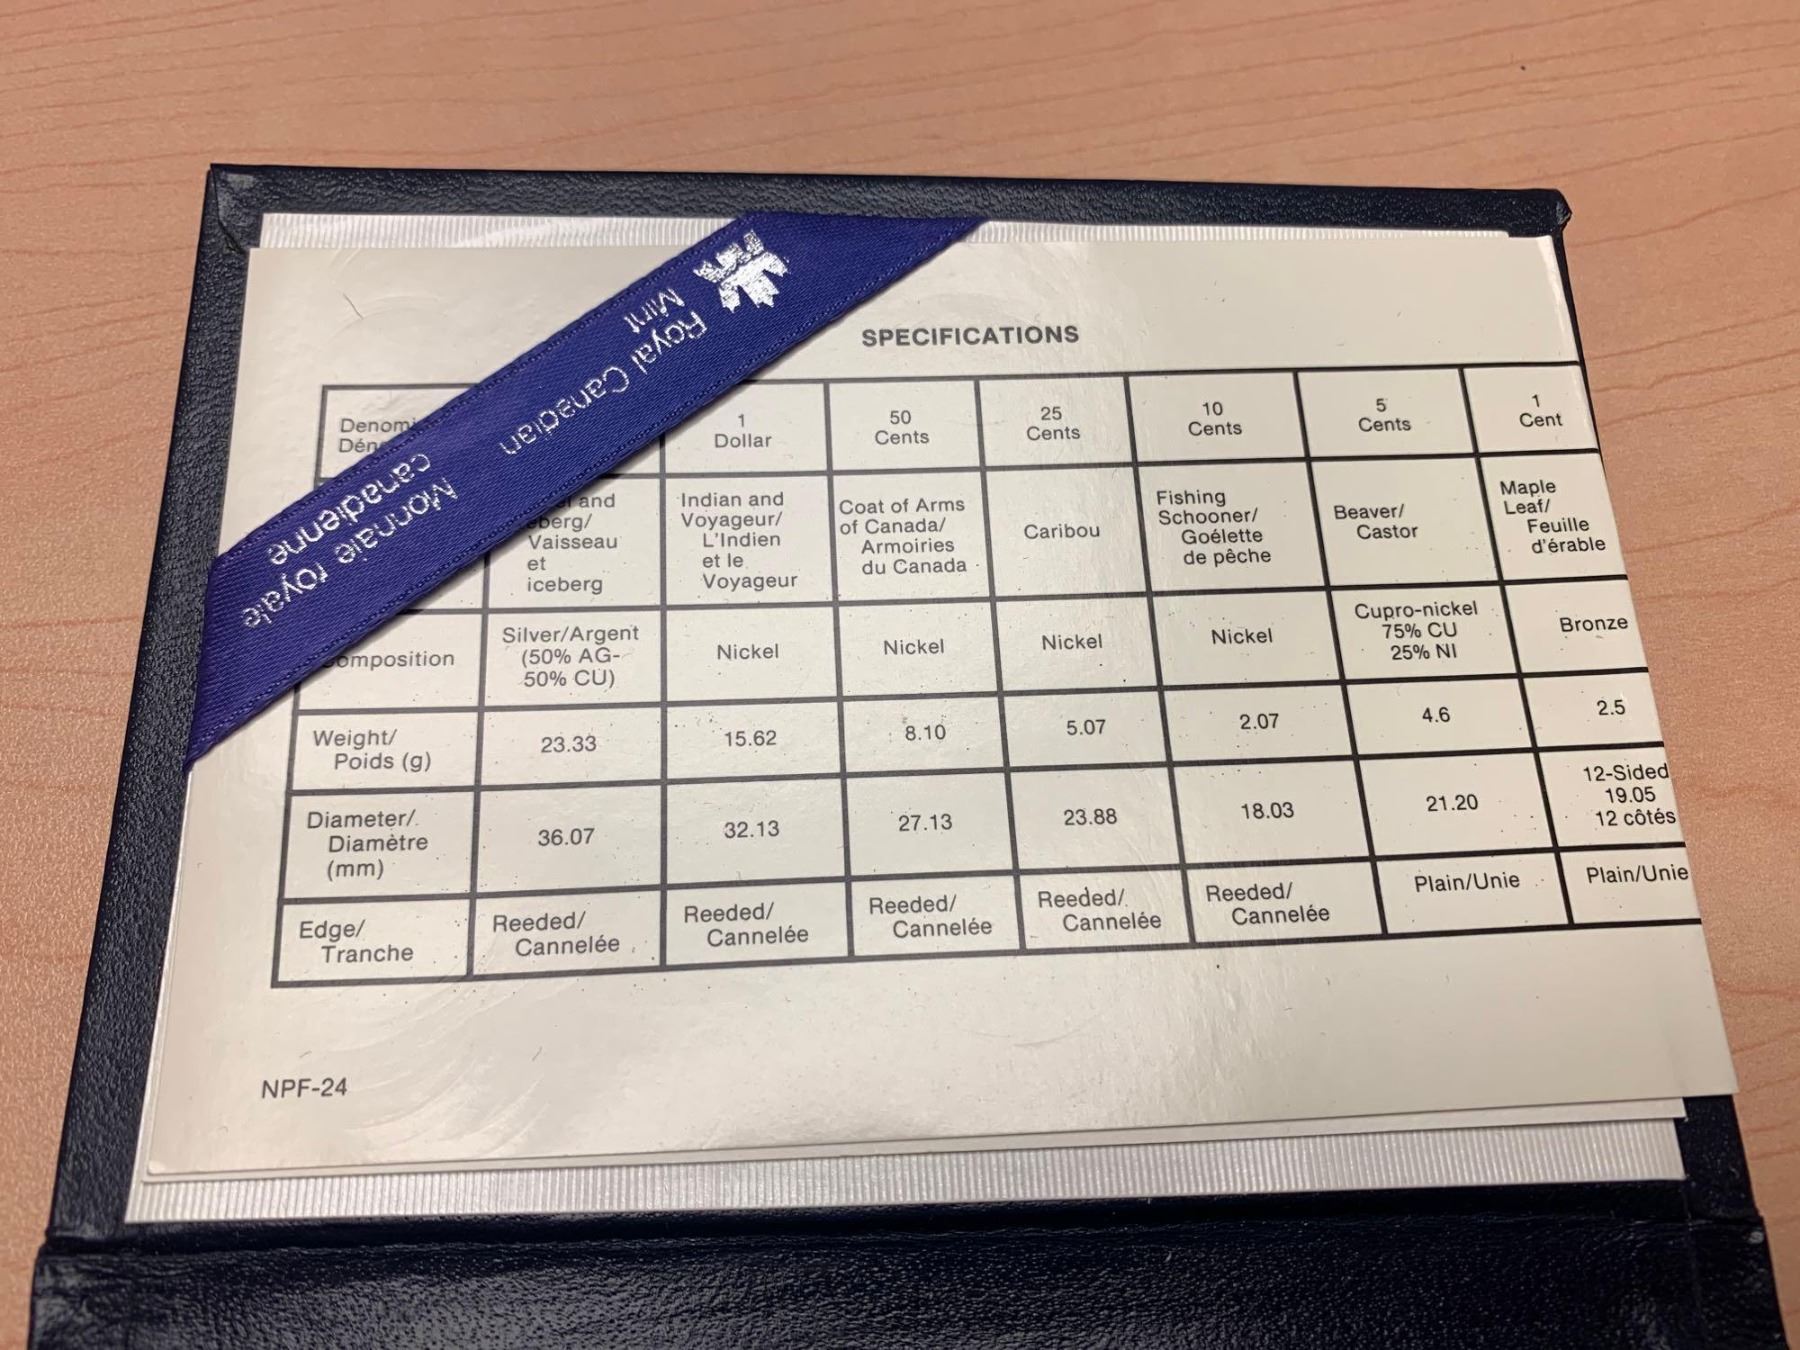 Royal Canadian
Mint
Monnaie royale
canadienne
SPECIFICATIONS
1
Dollar
50
Cents
25
Cents
10
Cents
5
Cents
1
Cent
and
Vaisseau
et
iceberg
Indian and
Voyageur/
L'Indien
et le
Voyageur
Coat of Arms
of Canada/
Armoiries
du Canada
Caribou
Fishing
Schooner/
Goélette
de pêche
Beaver/
Castor
Maple
Leaf/
Feuille
d'érable
Silver/Argent
(50% AG-
50% CU)
Nickel
Nickel
Nickel
Nickel
Cupro-nickel
75% CU
25% NI
Bronze
Weight/
Poids (g)
23.33
15.62
8.10
5.07
2.07
4.6
2.5
Diameter/
Diamètre
(mm)
36.07
32.13
27.13
23.88
18.03
21.20
12-Sided
19.05
12 côtés
Edge/
Tranche
Reeded/
Cannelée
Reeded/
Cannelée
Reeded/
Cannelée
Reeded/
Cannelée
Reeded/
Cannelée
Plain/Unie
Plain/Unie
NPF-24